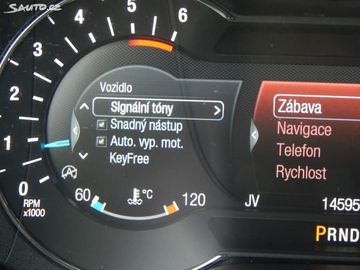 Sauto.cz
6
5
4
3
2
1
0
RPM
x1000
Vozidlo
Signální tóny
Snadný nástup
Auto. vyp. mot.
KeyFree
60
°C
120
Zábava
Navigace
Telefon
Rychlost
JV
14595
PRND